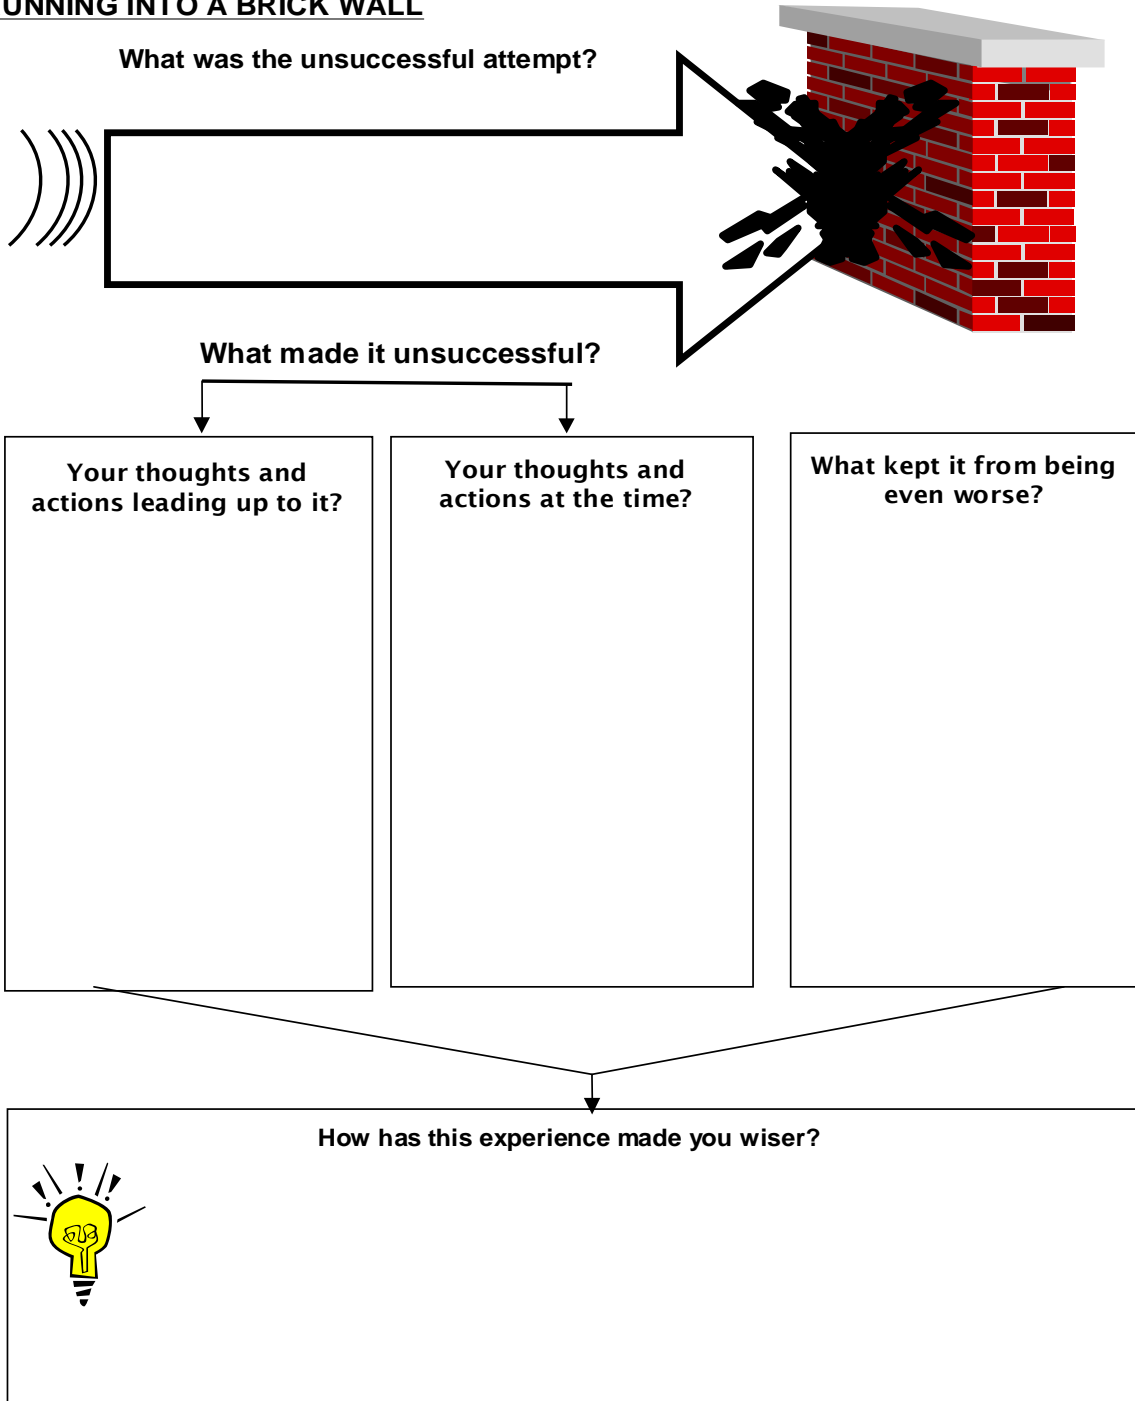 UNNING INTO A BRICK WALL
What was the unsuccessful attempt?
What made it unsuccessful?
Your thoughts and
actions leading up to it?
Your thoughts and
actions at the time?
What kept it from being
even worse?
How has this experience made you wiser?